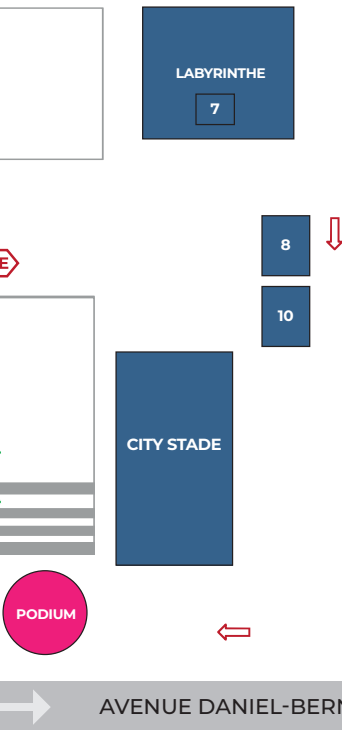 LABYRINTHE
7
8
E
10
CITY STADE
PODIUM
AVENUE DANIEL-BERN